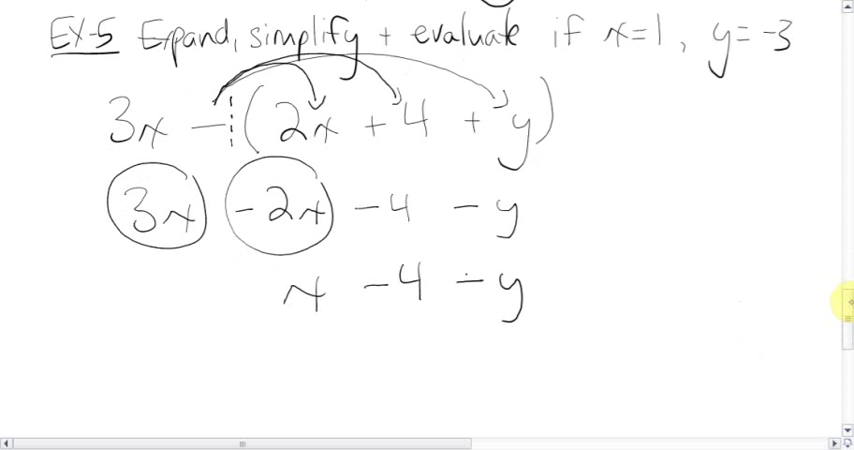 EX-5 Expand, simplify + evaluate if x=1, y=-3
3x - (2x + 4 + y)
3x -2x -4 -y
x -4 -y